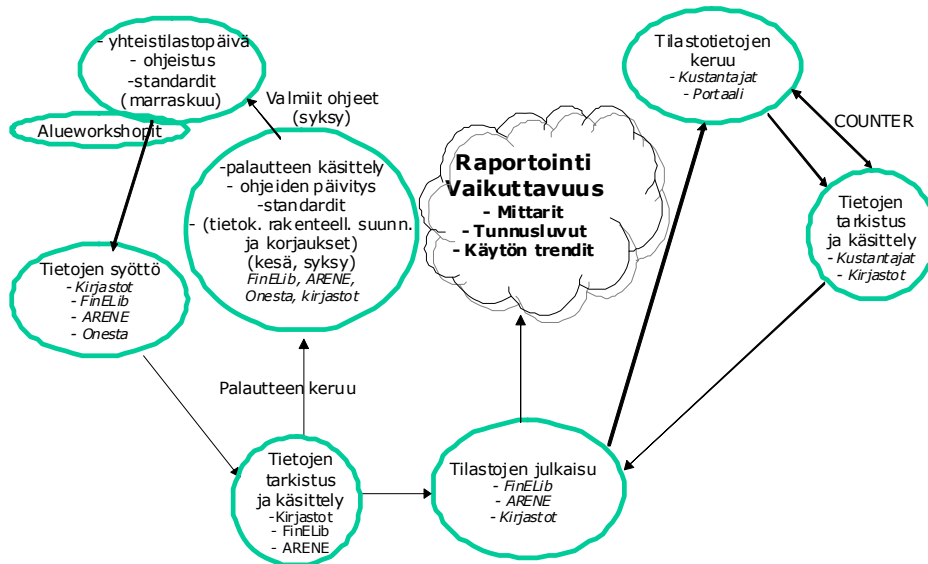 - yhteistilastopäivä
- ohjeistus
-standardit
(marraskuu)
Alueworkshopit
Valmiit ohjeet
(syksy)
-palautteen käsittely
- ohjeiden päivitys
-standardit
- (tietok. rakenteell. suunn.
ja korjaukset)
(kesä, syksy)
FinELib, ARENE,
Onesta, kirjastot
Raportointi
Vaikuttavuus
- Mittarit
- Tunnusluvut
- Käytön trendit
Tilastotietojen
keruu
- Kustantajat
- Portaali
COUNTER
Tietojen
tarkistus
ja käsittely
- Kustantajat
- Kirjastot
Tietojen syöttö
- Kirjastot
- FinELib
- ARENE
- Onesta
Palautteen keruu
Tietojen
tarkistus
ja käsittely
-Kirjastot
- FinELib
- ARENE
Tilastojen julkaisu
- FinELib
- ARENE
- Kirjastot